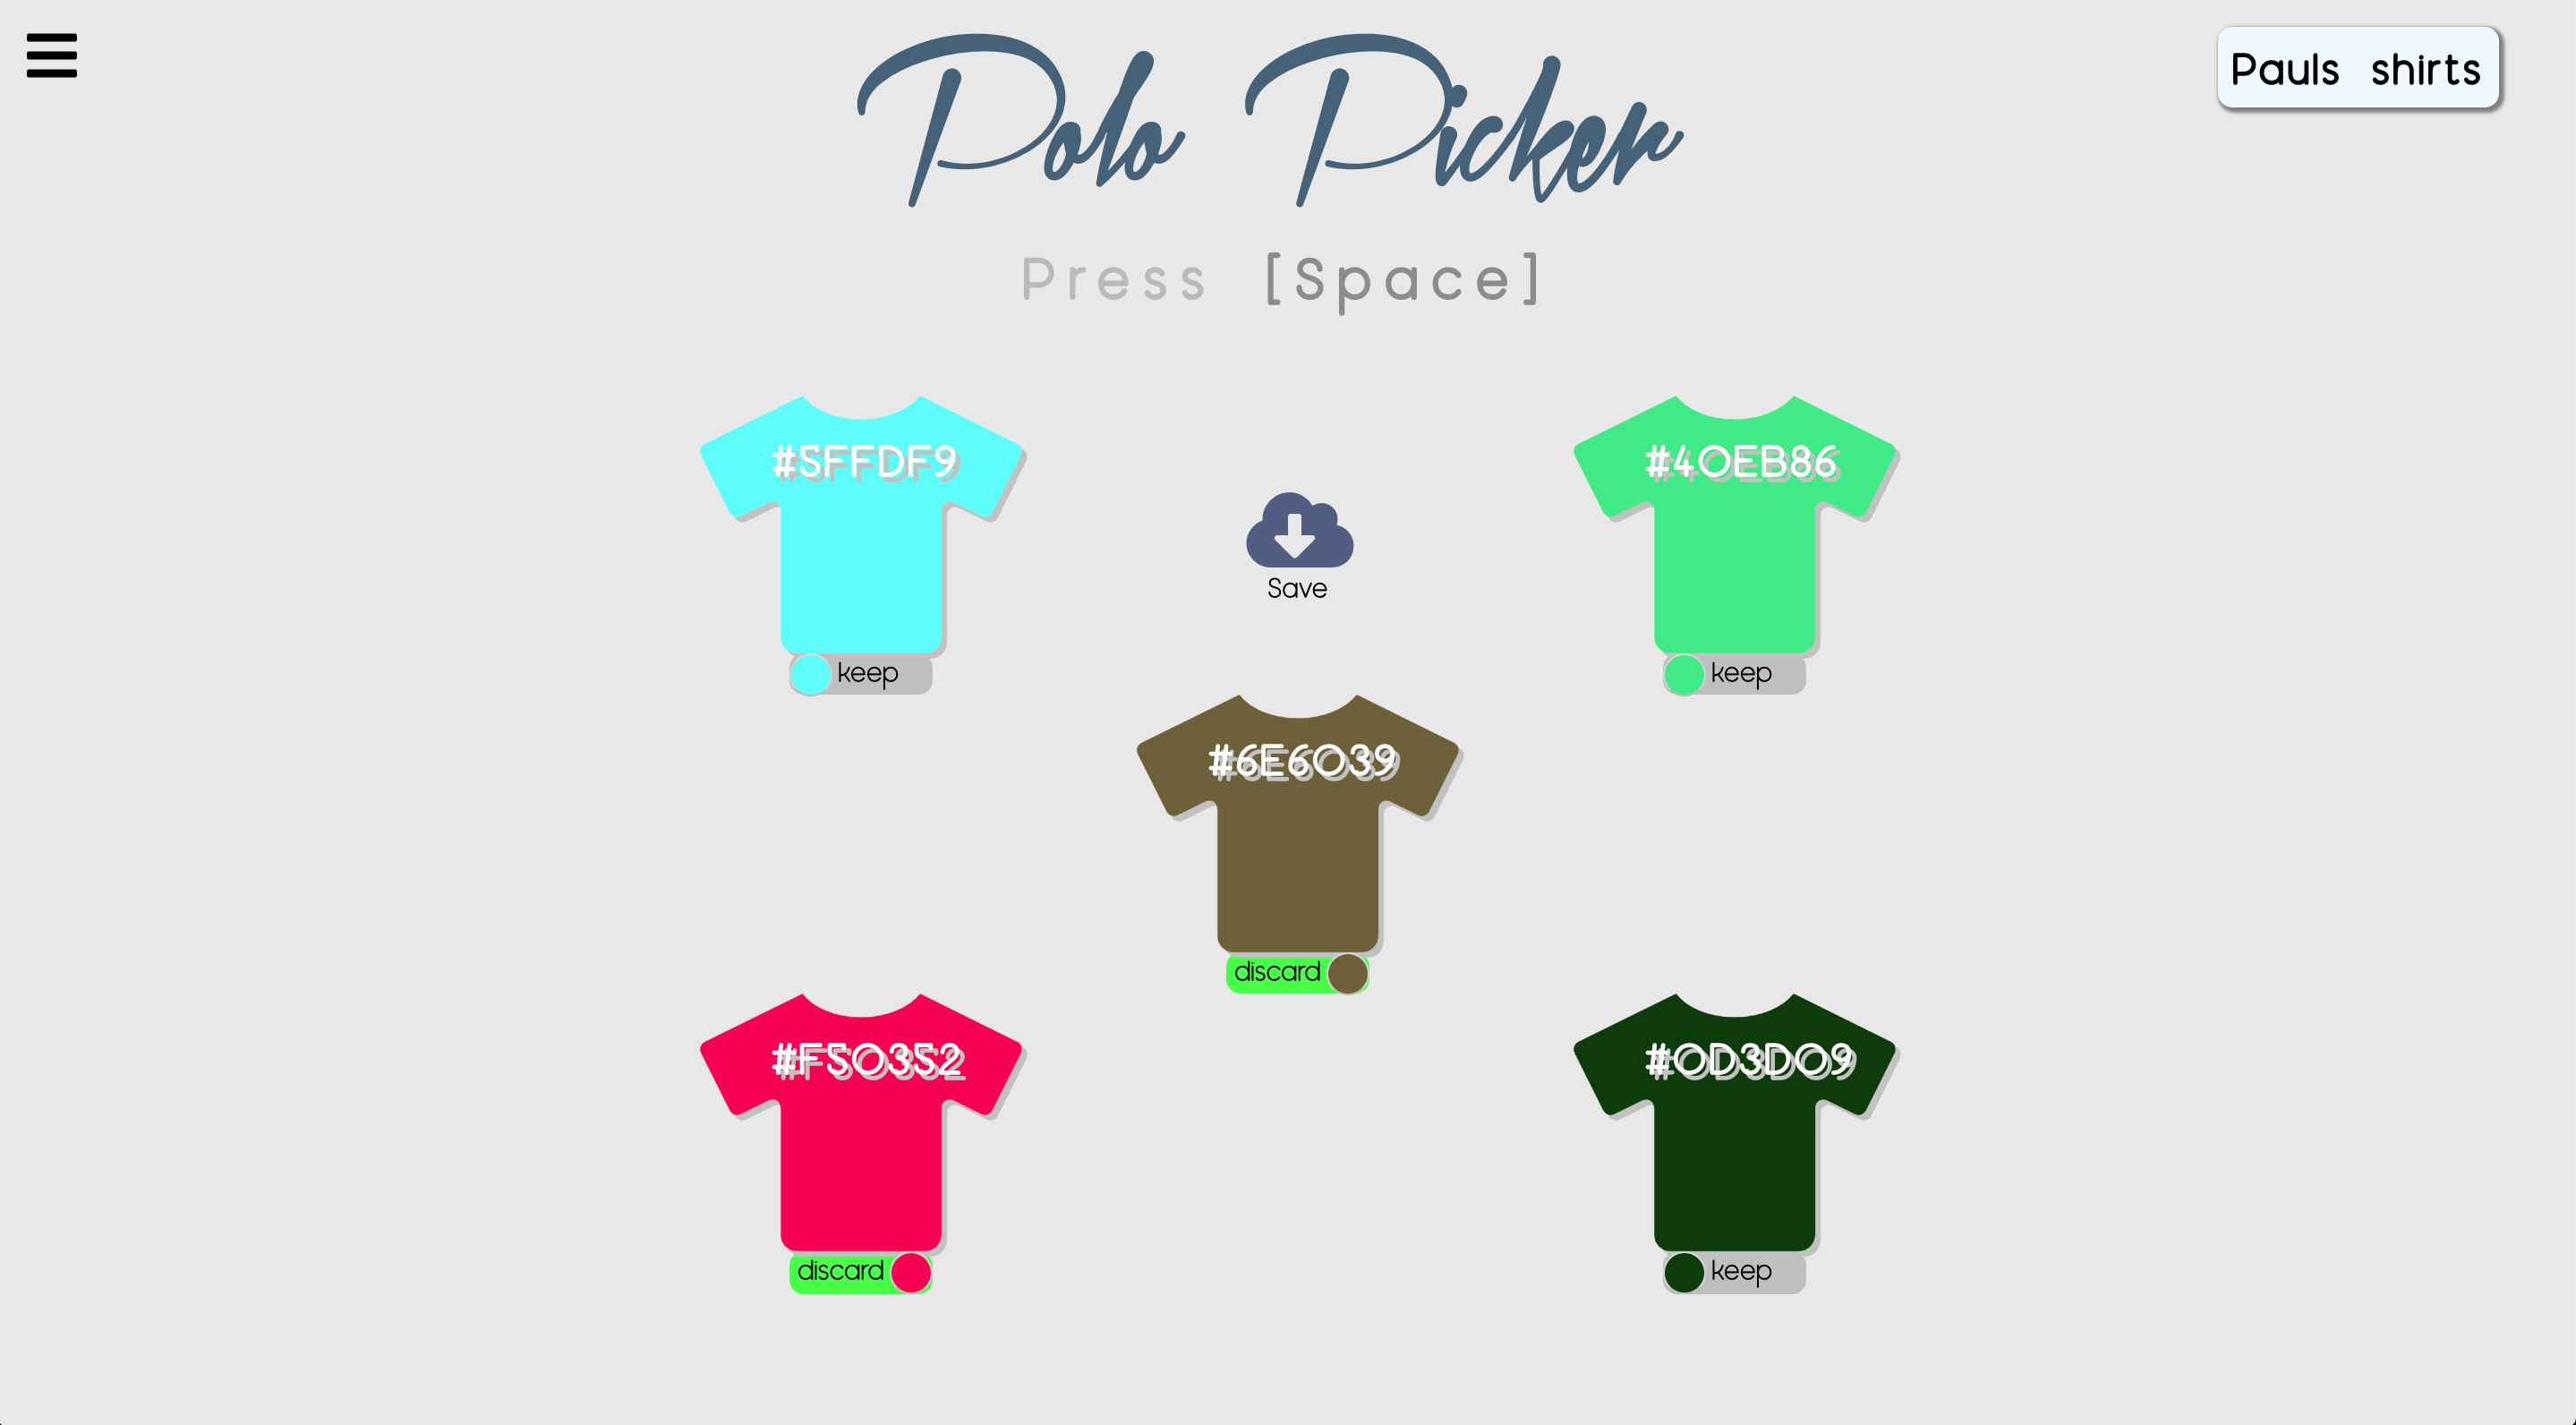 Polo Picker
Pauls shirts
Press [Space]
#5FFDF9
#40EB86
Save
keep
keep
#6E6039
discard
#F50352
#0D3D09
discard
keep